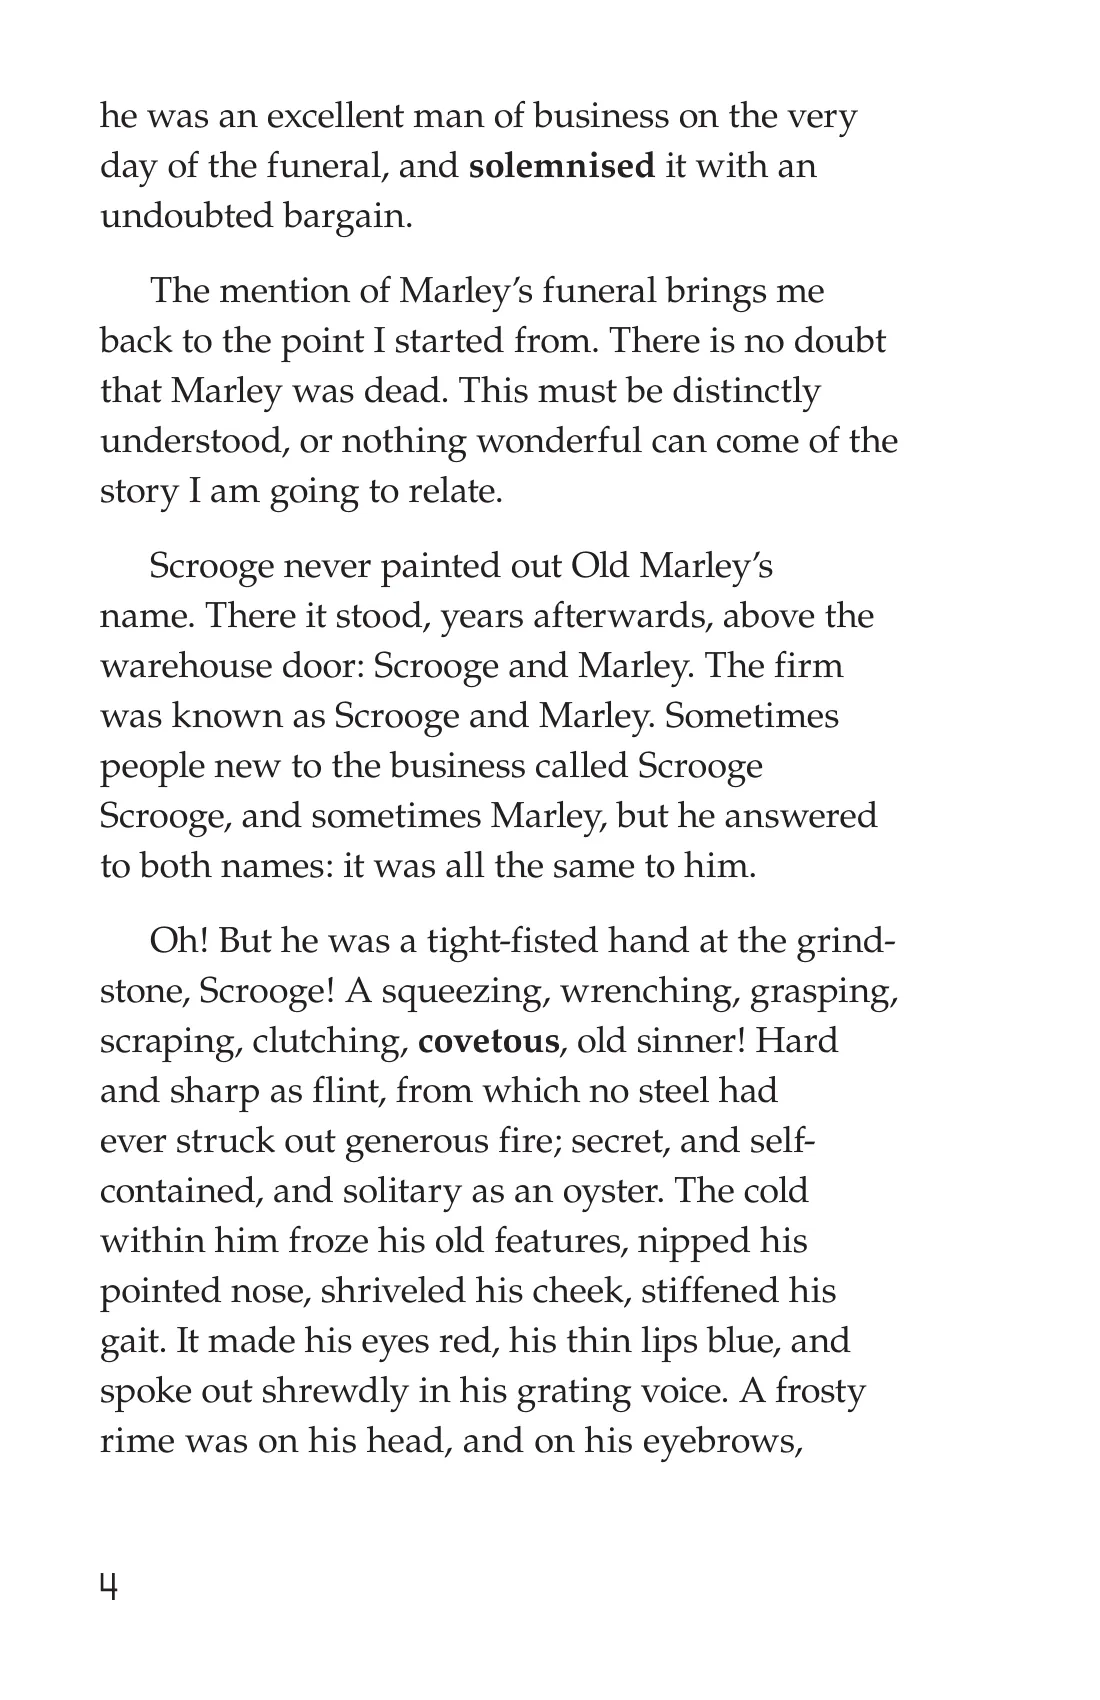 he was an excellent man of business on the very
day of the funeral, and solemnised it with an
undoubted bargain.
The mention of Marley’s funeral brings me
back to the point I started from. There is no doubt
that Marley was dead. This must be distinctly
understood, or nothing wonderful can come of the
story I am going to relate.
Scrooge never painted out Old Marley’s
name. There it stood, years afterwards, above the
warehouse door: Scrooge and Marley. The firm
was known as Scrooge and Marley. Sometimes
people new to the business called Scrooge
Scrooge, and sometimes Marley, but he answered
to both names: it was all the same to him.
Oh! But he was a tight-fisted hand at the grind-
stone, Scrooge! A squeezing, wrenching, grasping,
scraping, clutching, covetous, old sinner! Hard
and sharp as flint, from which no steel had
ever struck out generous fire; secret, and self-
contained, and solitary as an oyster. The cold
within him froze his old features, nipped his
pointed nose, shriveled his cheek, stiffened his
gait. It made his eyes red, his thin lips blue, and
spoke out shrewdly in his grating voice. A frosty
rime was on his head, and on his eyebrows,
4